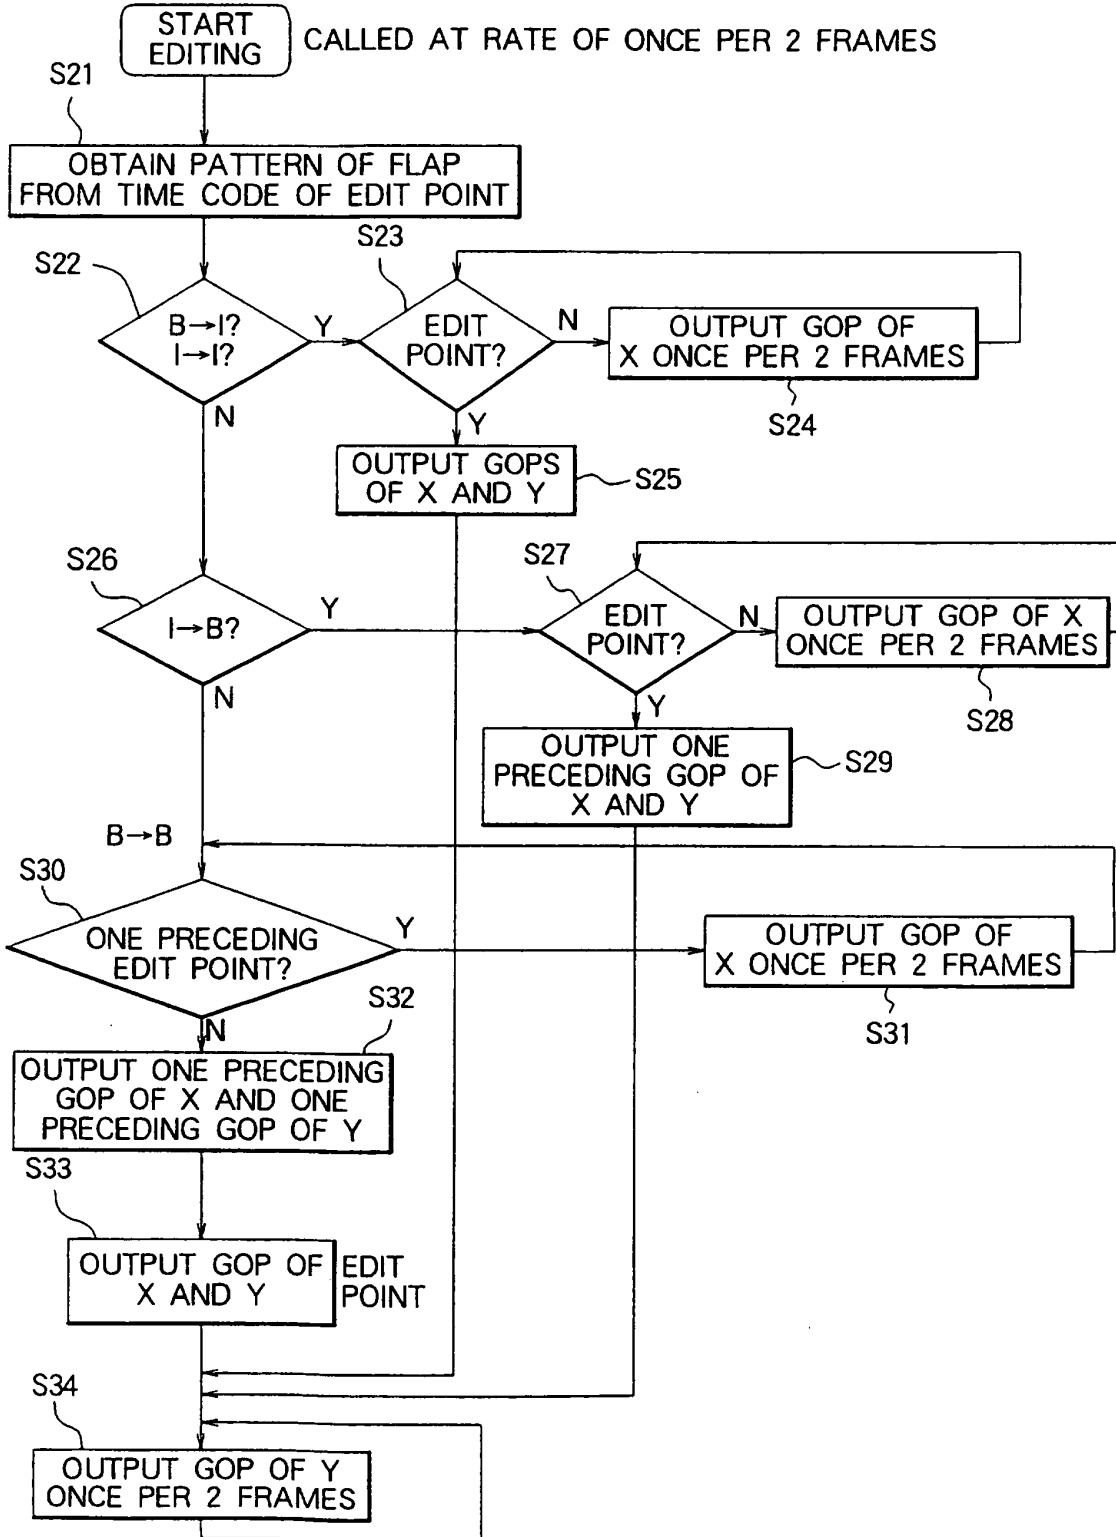 START
EDITING
CALLED AT RATE OF ONCE PER 2 FRAMES
S21
OBTAIN PATTERN OF FLAP
FROM TIME CODE OF EDIT POINT
S22
B→I?
I→I?
Y
N
S23
EDIT
POINT?
N
Y
OUTPUT GOP OF
X ONCE PER 2 FRAMES
S24
OUTPUT GOPS
OF X AND Y
S25
S26
I→B?
Y
N
S27
EDIT
POINT?
N
Y
OUTPUT GOP OF X
ONCE PER 2 FRAMES
S28
OUTPUT ONE
PRECEDING GOP OF
X AND Y
S29
B→B
S30
ONE PRECEDING
EDIT POINT?
Y
N
OUTPUT GOP OF
X ONCE PER 2 FRAMES
S31
S32
OUTPUT ONE PRECEDING
GOP OF X AND ONE
PRECEDING GOP OF Y
S33
OUTPUT GOP OF
X AND Y
EDIT
POINT
S34
OUTPUT GOP OF Y
ONCE PER 2 FRAMES